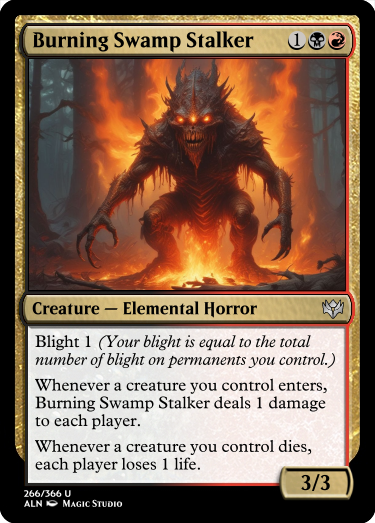 Burning Swamp Stalker 1
Creature — Elemental Horror
Blight 1 (Your blight is equal to the total
number of blight on permanents you control.)
Whenever a creature you control enters,
Burning Swamp Stalker deals 1 damage
to each player.
Whenever a creature you control dies,
each player loses 1 life.
3/3
266/366 U
ALN Magic Studio